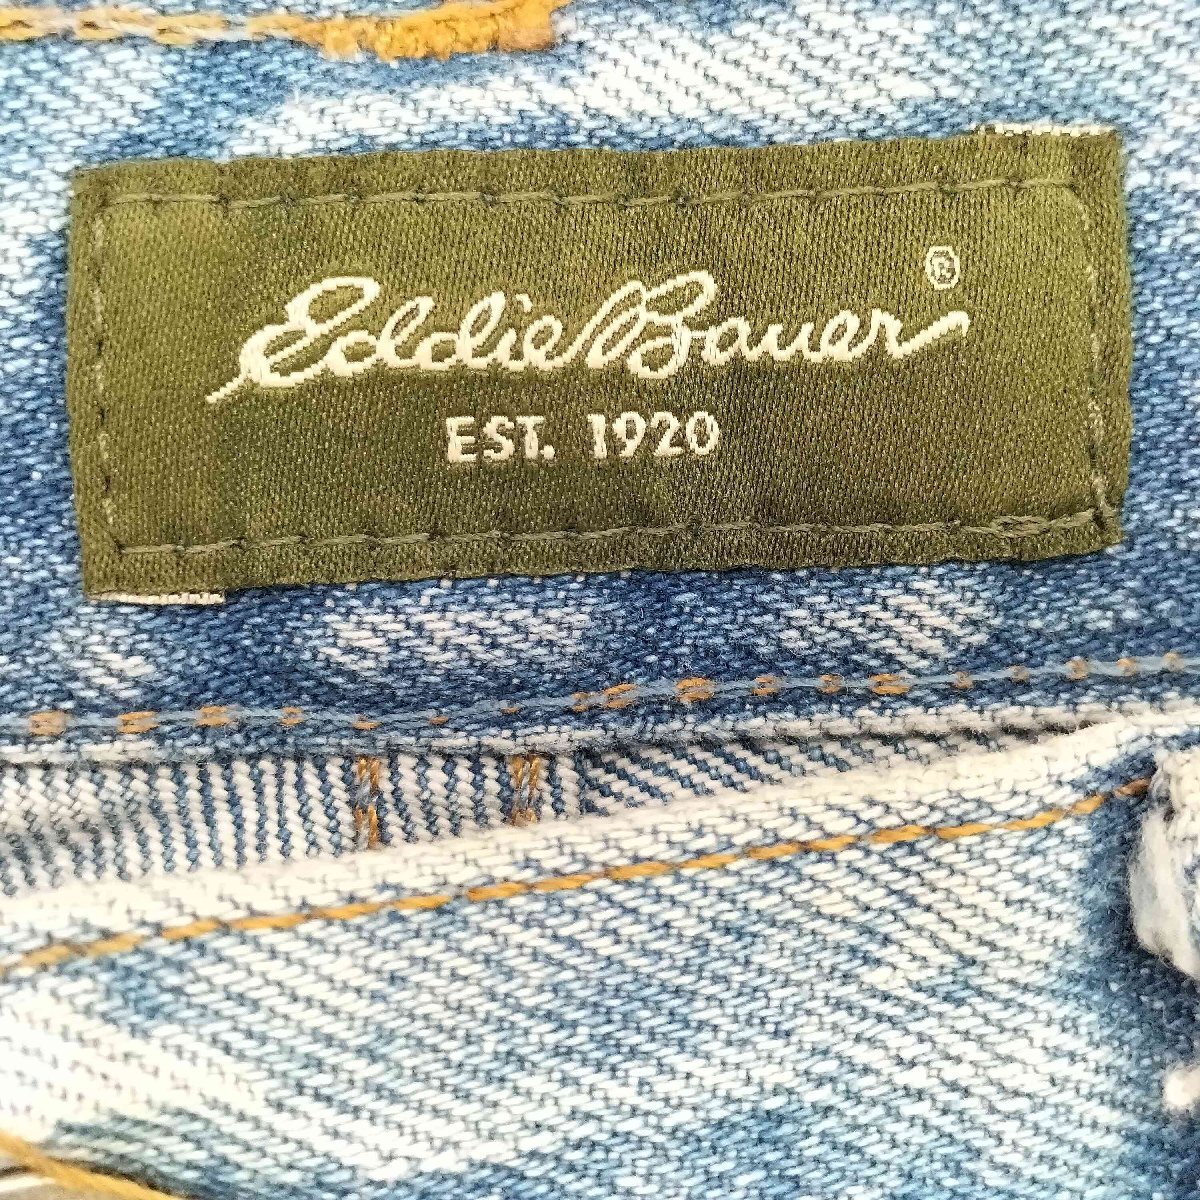 Eddie Bauer®
EST. 1920